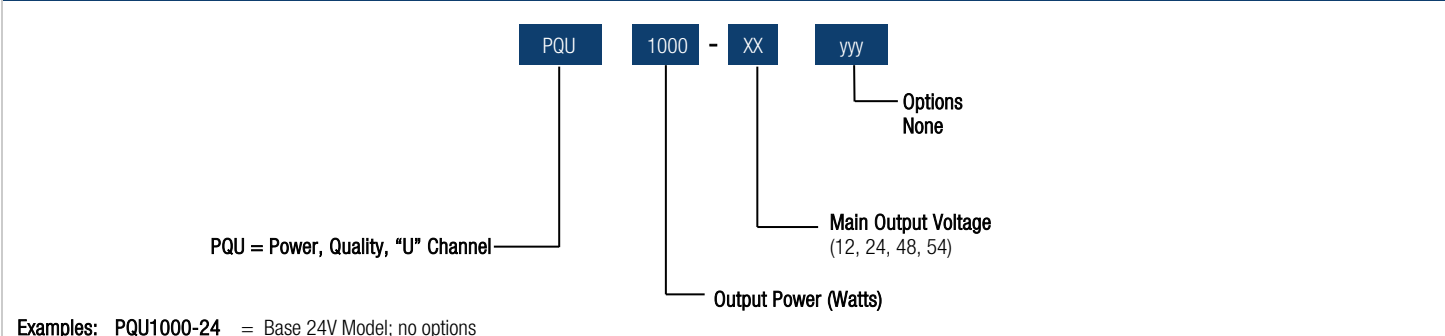 PQU 1000 - XX yyy
Options
None
Main Output Voltage
(12, 24, 48, 54)
PQU = Power, Quality, “U” Channel
Output Power (Watts)
Examples: PQU1000-24 = Base 24V Model; no options